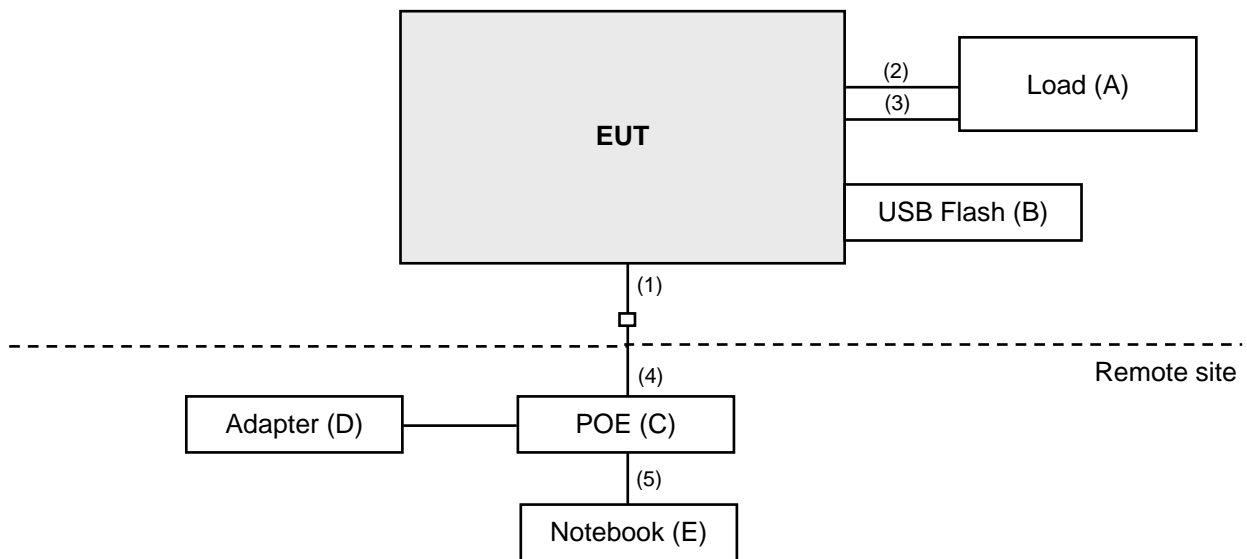 (2)
Load (A)
(3)
EUT
USB Flash (B)
(1)
Remote site
(4)
Adapter (D)
POE (C)
(5)
Notebook (E)